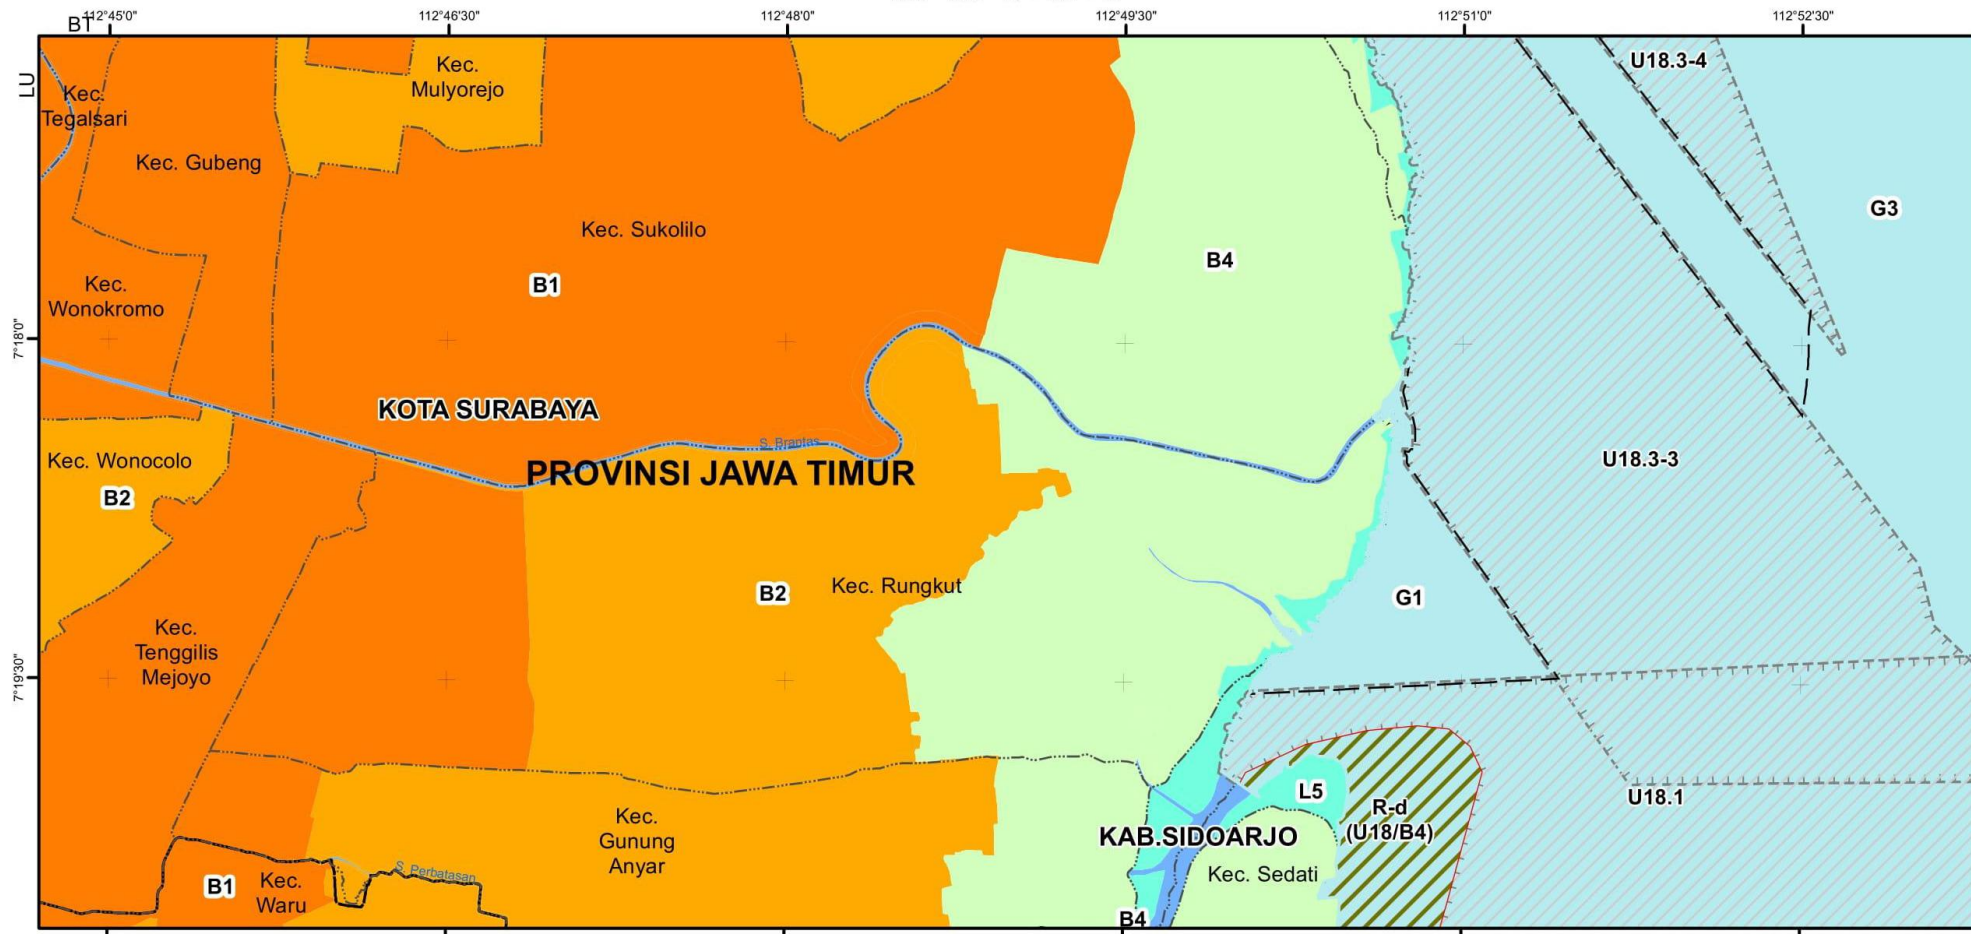 BT
112°45'0"
112°46'30"
112°48'0"
112°49'30"
112°51'0"
112°52'30"
LU
Kec.
Tegalsari
Kec.
Mulyorejo
U18.3-4
Kec. Gubeng
G3
Kec. Sukolilo
B4
B1
Kec.
Wonokromo
7°18'0"
KOTA SURABAYA
S. Brantas
Kec. Wonocolo
PROVINSI JAWA TIMUR
U18.3-3
B2
B2
Kec. Rungkut
G1
Kec.
Tenggilis
Mejoyo
7°19'30"
L5
U18.1
R-d
(U18/B4)
Kec.
Gunung
Anyar
KAB.SIDOARJO
S. Perbatasan
Kec. Sedati
B1
Kec.
Waru
B4